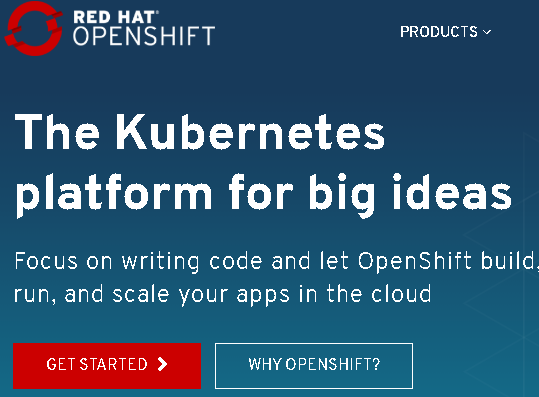 RED HAT®
OPENSHIFT
PRODUCTS
The Kubernetes
platform for big ideas
Focus on writing code and let OpenShift build,
run, and scale your apps in the cloud
GET STARTED
WHY OPENSHIFT?